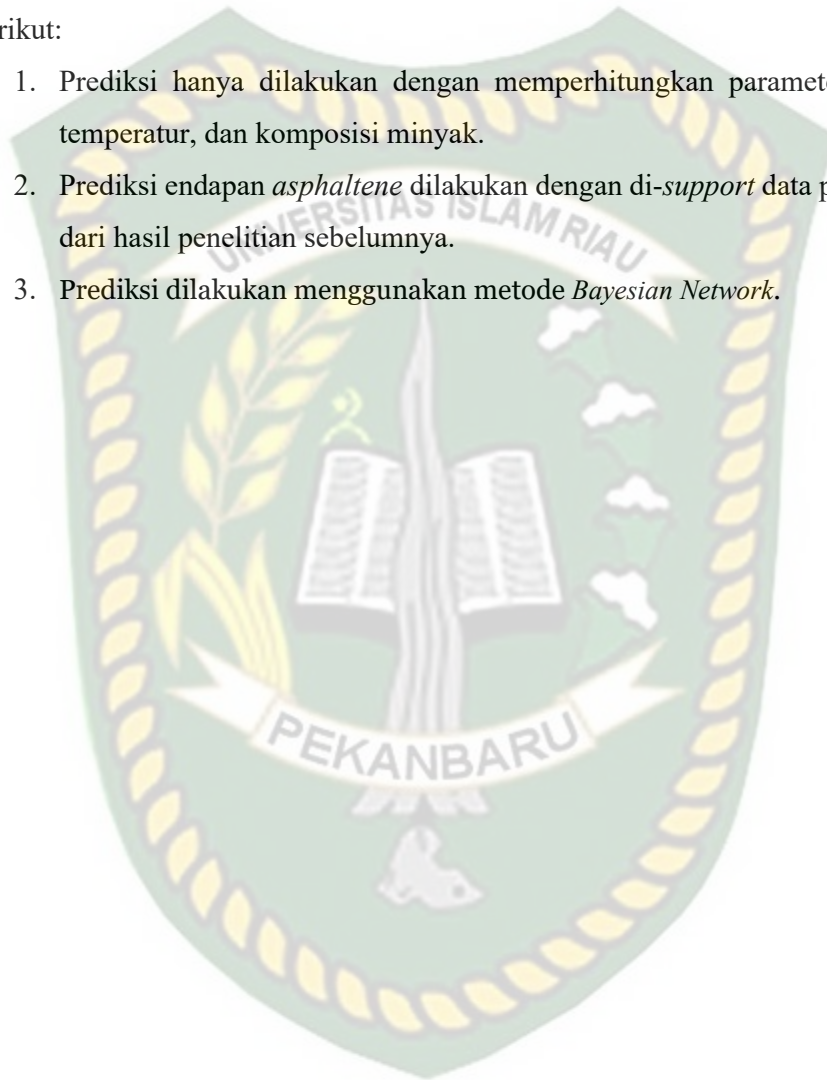 rikut:
1. Prediksi hanya dilakukan dengan memperhitungkan paramet
temperatur, dan komposisi minyak.
2. Prediksi endapan asphaltene dilakukan dengan di-support data p
dari hasil penelitian sebelumnya.
3. Prediksi dilakukan menggunakan metode Bayesian Network.
UNIVERSITAS ISLAM RIAU
PEKANBARU